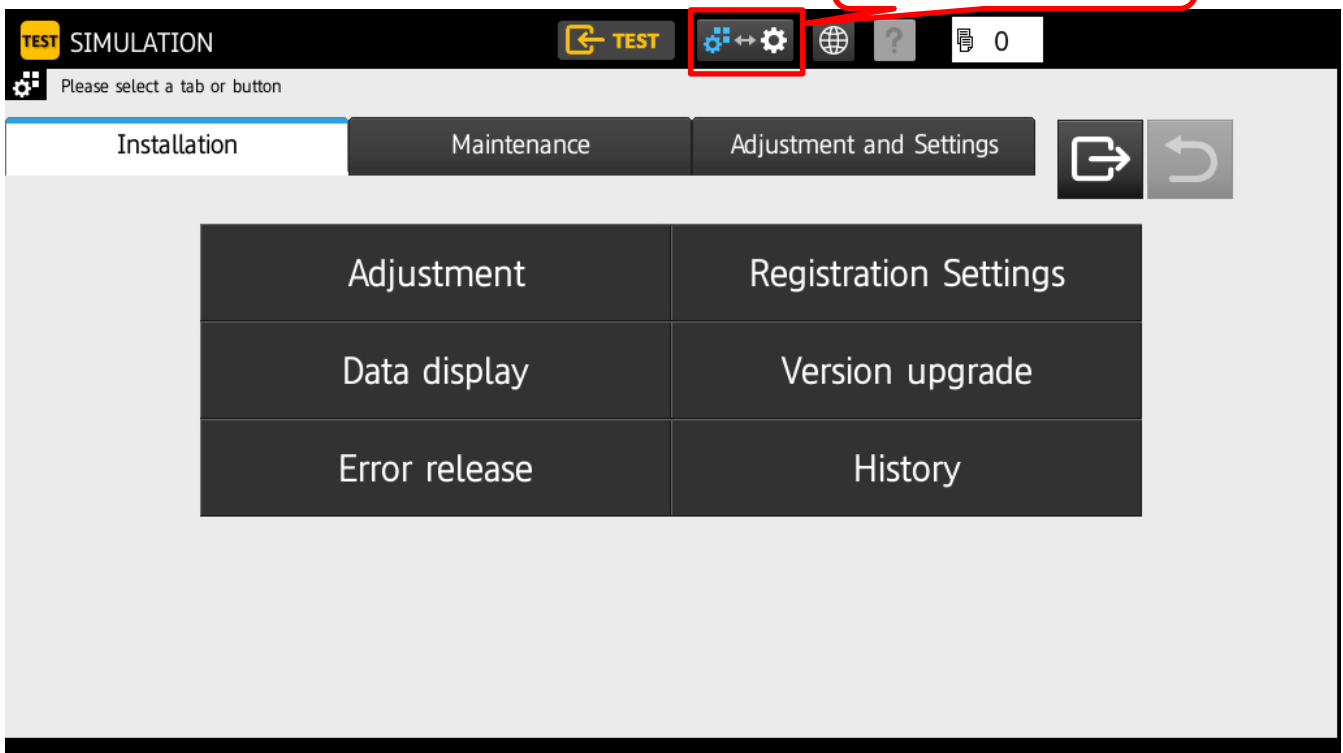 TEST SIMULATION TEST ? 0
Please select a tab or button
Installation Maintenance Adjustment and Settings
Adjustment Registration Settings
Data display Version upgrade
Error release History